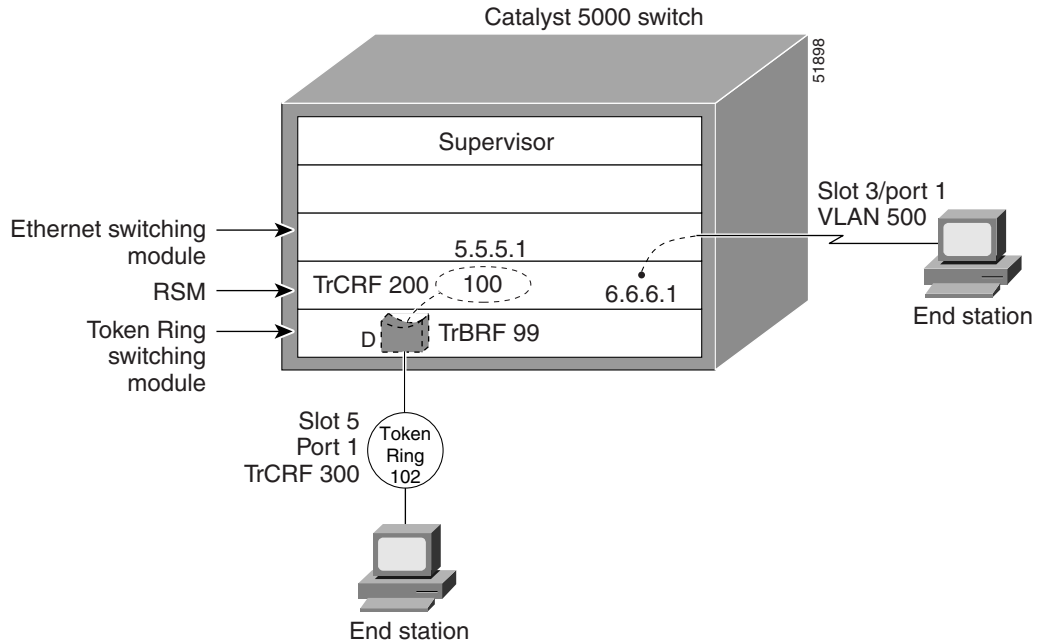 Catalyst 5000 switch
51898
Supervisor
Slot 3/port 1
VLAN 500
Ethernet switching
module
5.5.5.1
RSM
TrCRF 200
100
6.6.6.1
End station
Token Ring
switching
module
D
TrBRF 99
Slot 5
Port 1
TrCRF 300
Token
Ring
102
End station